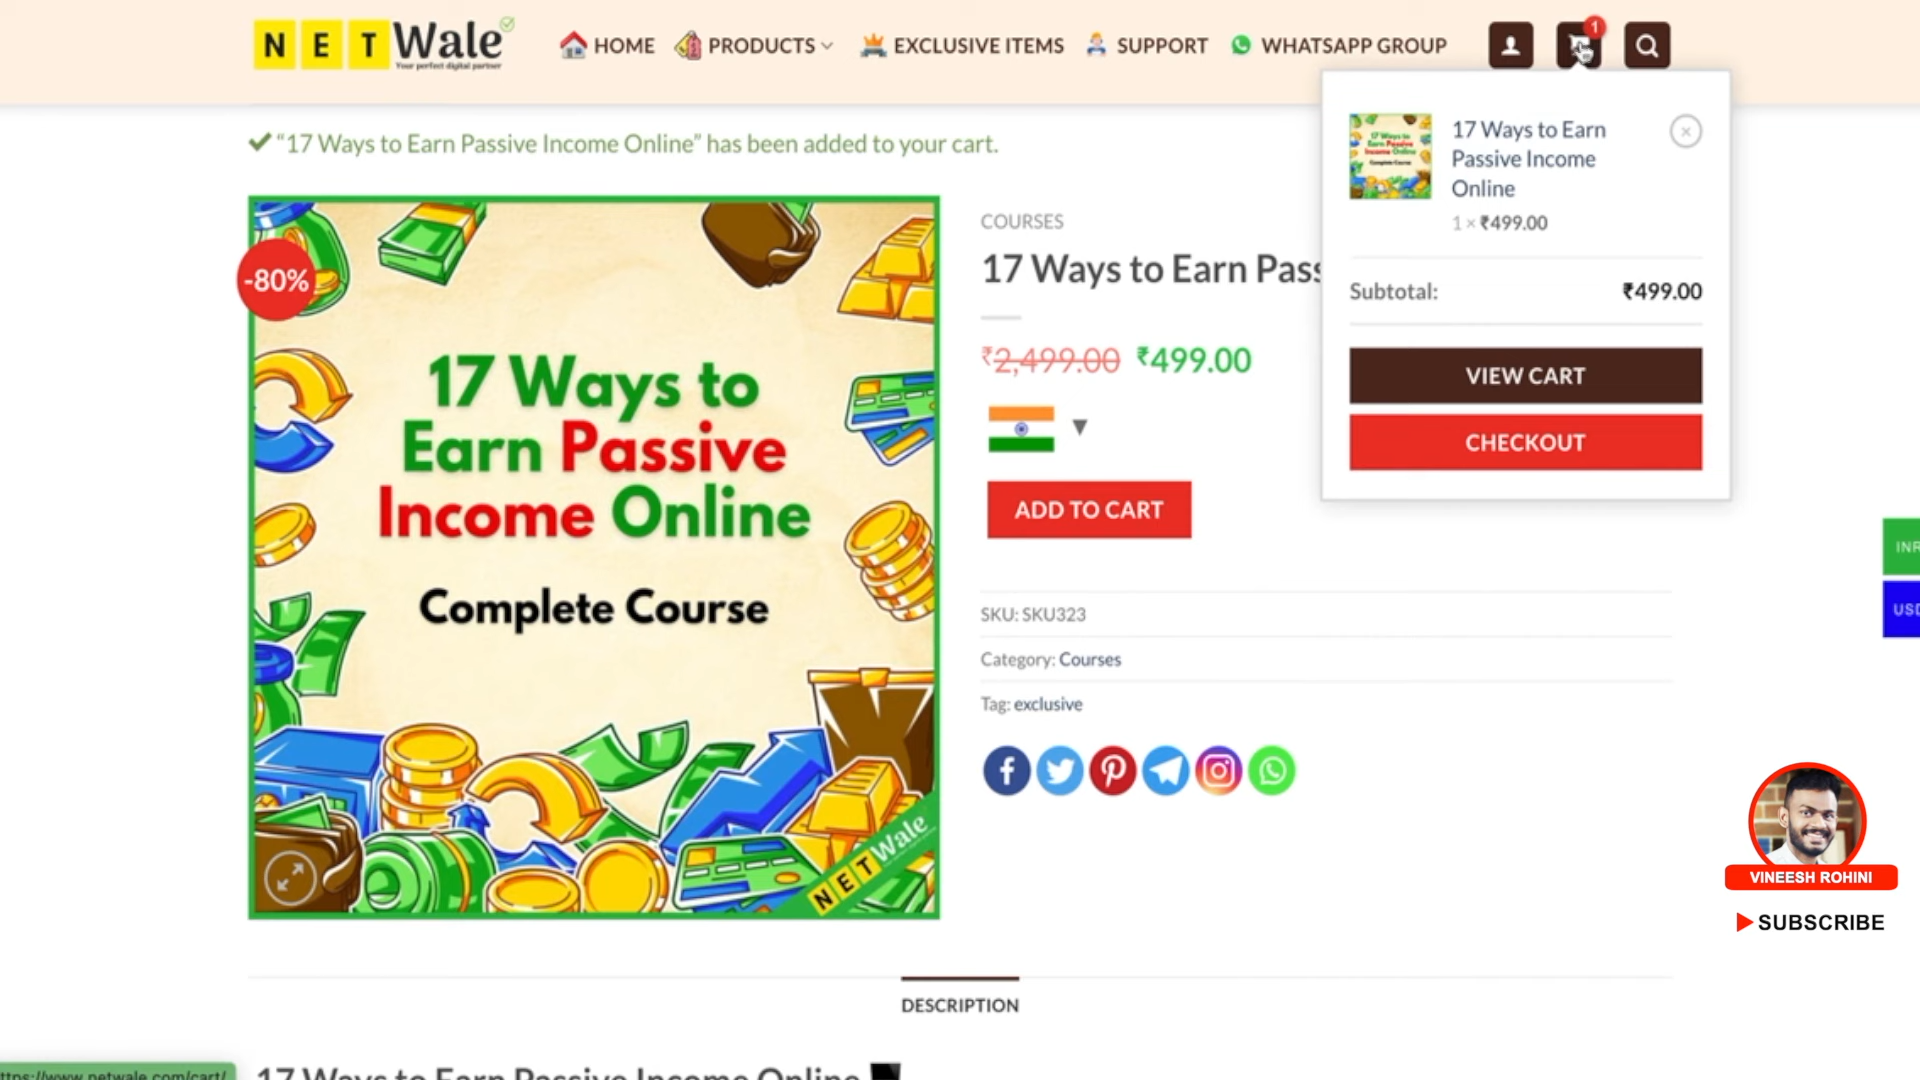 NETWale
Your perfect digital partner
HOME
PRODUCTS
EXCLUSIVE ITEMS
SUPPORT
WHATSAPP GROUP
1
"17 Ways to Earn Passive Income Online" has been added to your cart.
17 Ways to Earn
Passive Income
Online
1 × ₹499.00
Subtotal: ₹499.00
VIEW CART
CHECKOUT
-80%
17 Ways to
Earn Passive
Income Online
Complete Course
NETWale
COURSES
17 Ways to Earn Pass
₹2,499.00 ₹499.00
ADD TO CART
SKU: SKU323
Category: Courses
Tag: exclusive
INR
USD
VINEESH ROHINI
SUBSCRIBE
DESCRIPTION
17 Ways to Earn Passive Income Online
ttps://www.netwale.com/cart/